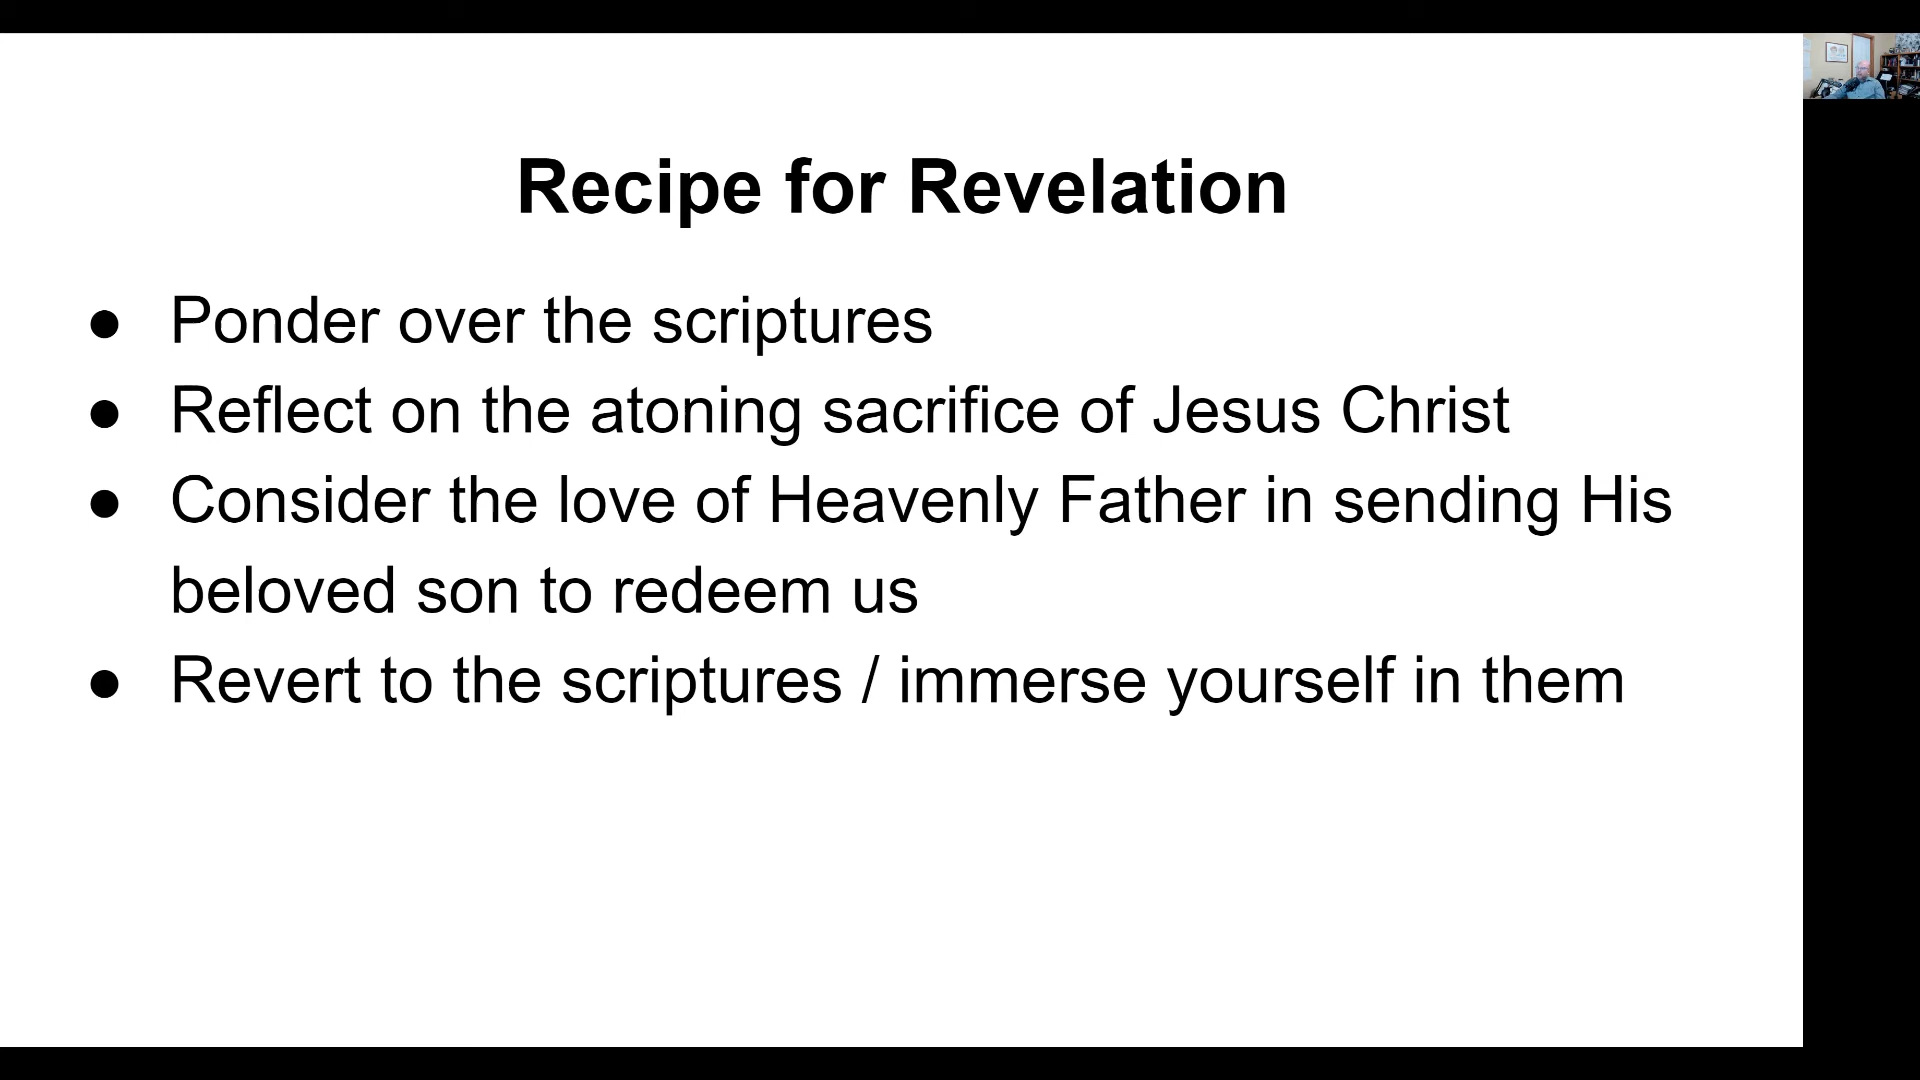 Recipe for Revelation
● Ponder over the scriptures
● Reflect on the atoning sacrifice of Jesus Christ
● Consider the love of Heavenly Father in sending His
beloved son to redeem us
● Revert to the scriptures / immerse yourself in them